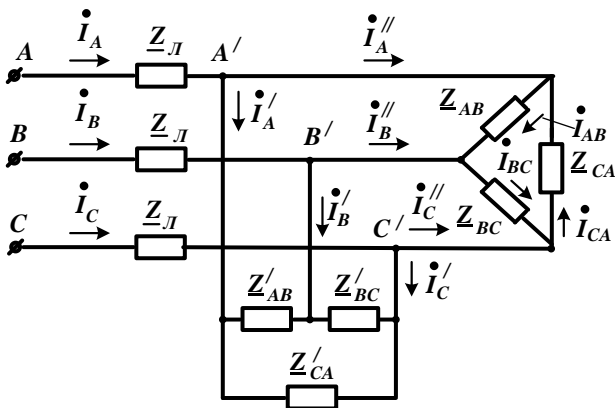 İ_A Z_Л A′ İ_A″
A
Z_AB İ_AB
İ_B Z_Л İ_A′ B′ İ_B″
B İ_BC Z_CA
İ_C Z_Л İ_B′ C′ İ_C″ Z_BC İ_CA
C
İ_C′
Z′_AB Z′_BC
Z′_CA